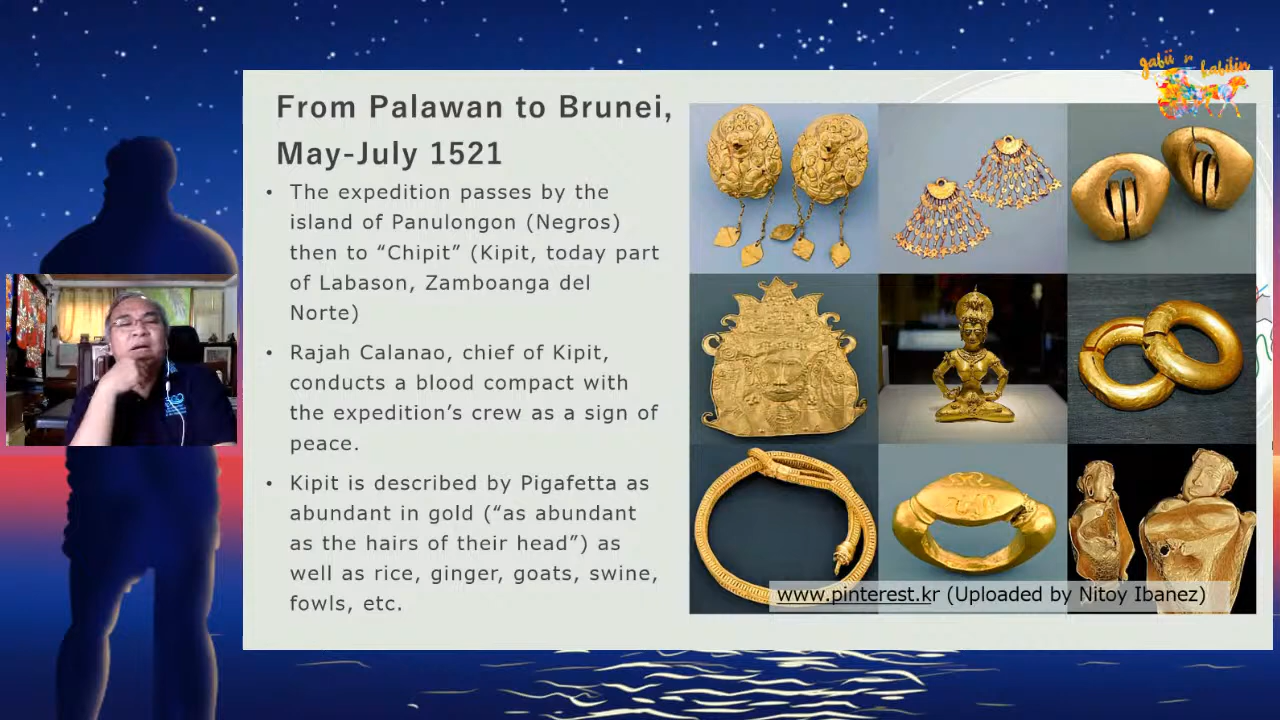 gabii sa kabilin
From Palawan to Brunei,
May-July 1521
• The expedition passes by the
island of Panulongon (Negros)
then to “Chipit” (Kipit, today part
of Labason, Zamboanga del
Norte)
• Rajah Calanao, chief of Kipit,
conducts a blood compact with
the expedition’s crew as a sign of
peace.
• Kipit is described by Pigafetta as
abundant in gold (“as abundant
as the hairs of their head”) as
well as rice, ginger, goats, swine,
fowls, etc.
www.pinterest.kr (Uploaded by Nitoy Ibanez)